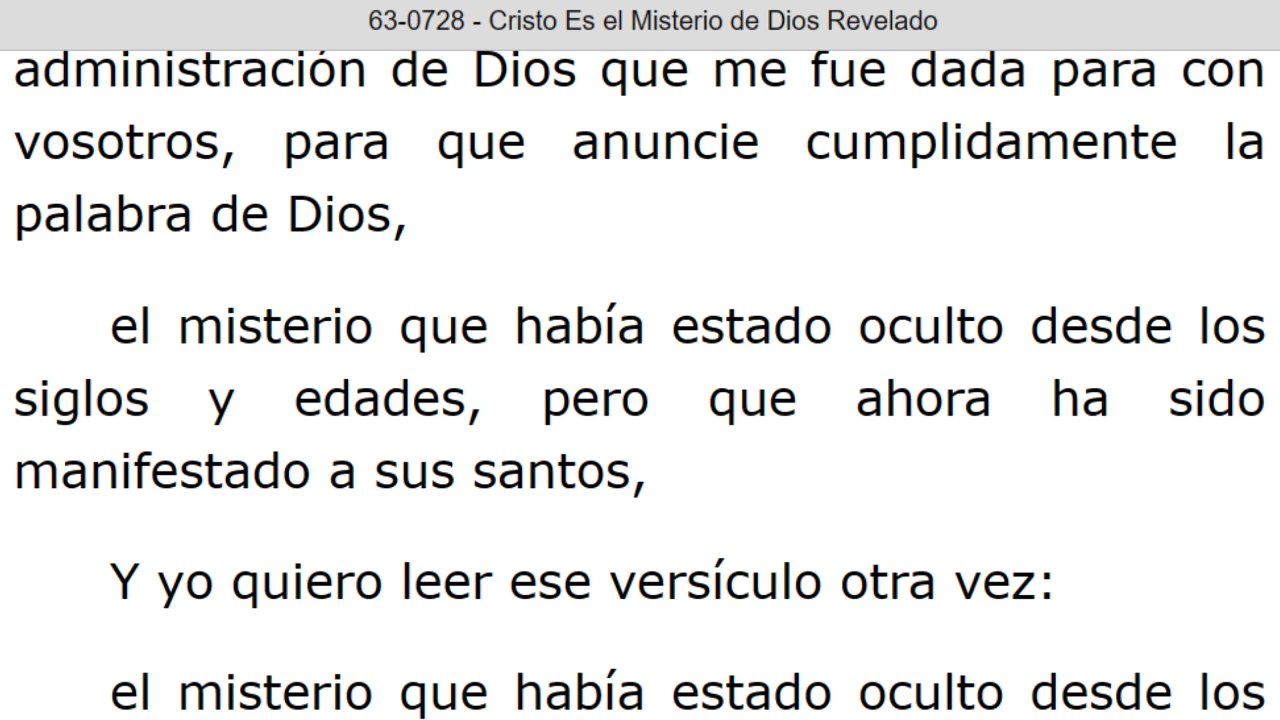 63-0728 - Cristo Es el Misterio de Dios Revelado
administración de Dios que me fue dada para con
vosotros, para que anuncie cumplidamente la
palabra de Dios,
el misterio que había estado oculto desde los
siglos y edades, pero que ahora ha sido
manifestado a sus santos,
Y yo quiero leer ese versículo otra vez:
el misterio que había estado oculto desde los